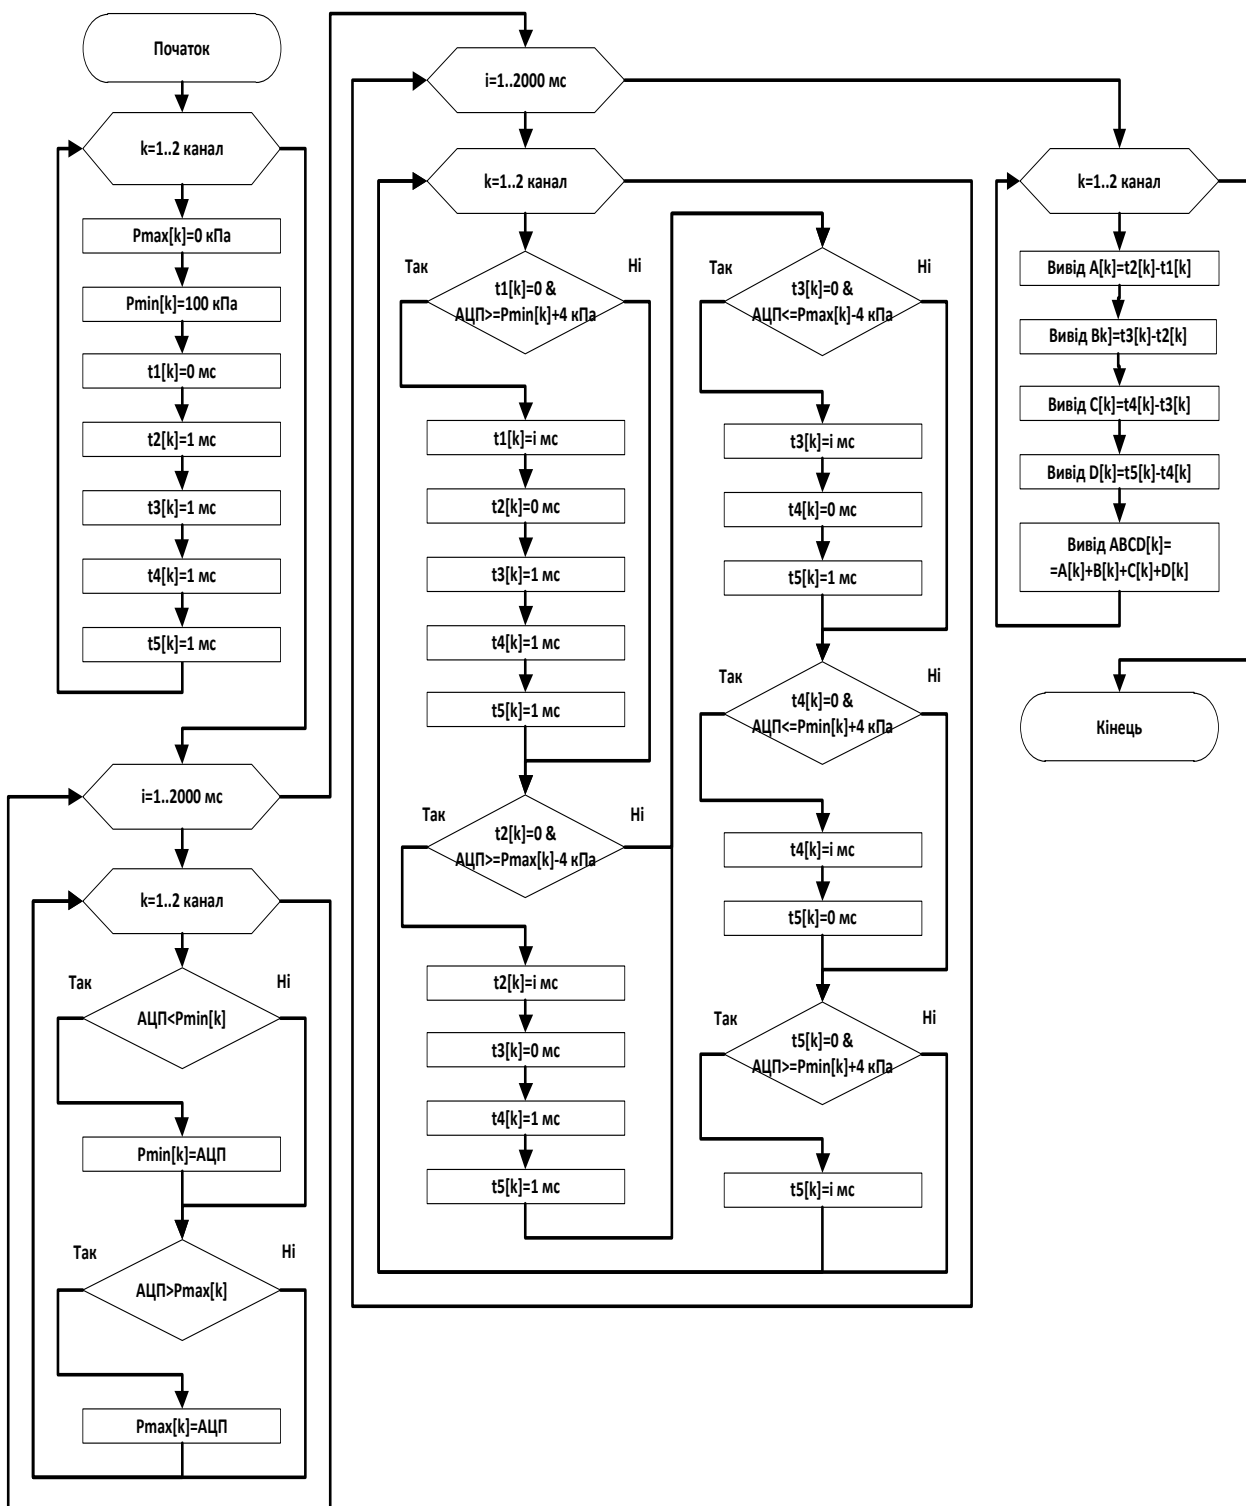 Початок
k=1..2 канал
Pmax[k]=0 кПа
Pmin[k]=100 кПа
t1[k]=0 мс
t2[k]=1 мс
t3[k]=1 мс
t4[k]=1 мс
t5[k]=1 мс
i=1..2000 мс
k=1..2 канал
Так
Ні
АЦП<Pmin[k]
Pmin[k]=АЦП
Так
Ні
АЦП>Pmax[k]
Pmax[k]=АЦП
i=1..2000 мс
k=1..2 канал
Так
Ні
t1[k]=0 &
АЦП>=Pmin[k]+4 кПа
t1[k]=i мс
t2[k]=0 мс
t3[k]=1 мс
t4[k]=1 мс
t5[k]=1 мс
Так
Ні
t2[k]=0 &
АЦП>=Pmax[k]-4 кПа
t2[k]=i мс
t3[k]=0 мс
t4[k]=1 мс
t5[k]=1 мс
Так
Ні
t3[k]=0 &
АЦП<=Pmax[k]-4 кПа
t3[k]=i мс
t4[k]=0 мс
t5[k]=1 мс
Так
Ні
t4[k]=0 &
АЦП<=Pmin[k]+4 кПа
t4[k]=i мс
t5[k]=0 мс
Так
Ні
t5[k]=0 &
АЦП>=Pmin[k]+4 кПа
t5[k]=i мс
k=1..2 канал
Вивід A[k]=t2[k]-t1[k]
Вивід Bk]=t3[k]-t2[k]
Вивід C[k]=t4[k]-t3[k]
Вивід D[k]=t5[k]-t4[k]
Вивід ABCD[k]=
=A[k]+B[k]+C[k]+D[k]
Кінець